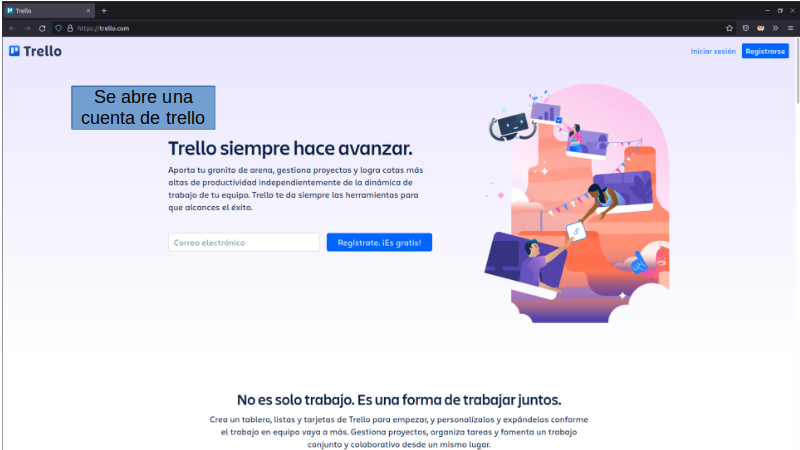 Trello
https://trello.com
Trello
Iniciar sesión
Registrarse
Se abre una
cuenta de trello
Trello siempre hace avanzar.
Aporta tu granito de arena, gestiona proyectos y logra cotas más
altas de productividad independientemente de la dinámica de
trabajo de tu equipo. Trello te da siempre las herramientas para
que alcances el éxito.
Correo electrónico
Regístrate. ¡Es gratis!
No es solo trabajo. Es una forma de trabajar juntos.
Crea un tablero, listas y tarjetas de Trello para empezar, y personalízalos y expándelos conforme
el trabajo en equipo vaya a más. Gestiona proyectos, organiza tareas y fomenta un trabajo
conjunto y colaborativo desde un mismo lugar.